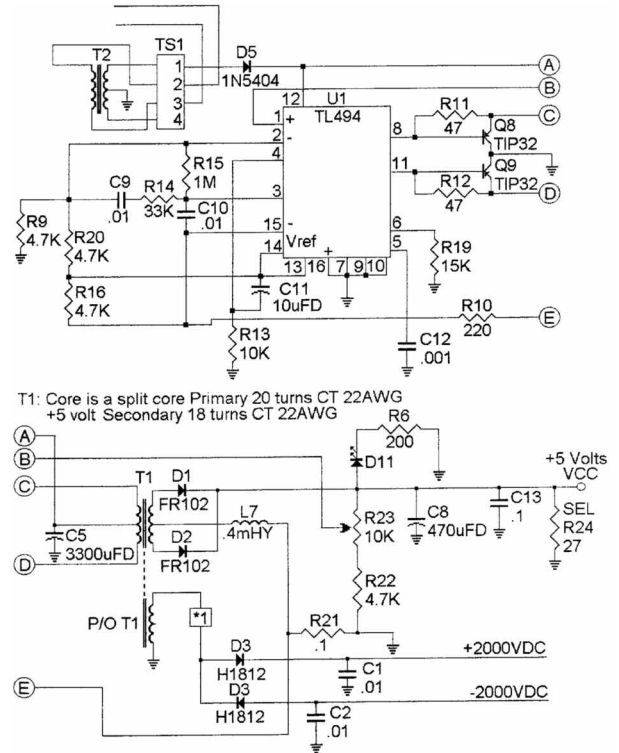 T2
TS1
1
2
3
4
D5
1N5404
A
B
12
U1
TL494
1
+
2
-
4
3
15
-
14
Vref
+
13 16 7 9 10
8
11
6
5
R11
47
C
Q8
TIP32
Q9
TIP32
R12
47
D
R15
1M
C9
.01
R14
33K
C10
.01
R9
4.7K
R20
4.7K
R16
4.7K
C11
10uFD
R13
10K
R19
15K
R10
220
E
C12
.001
T1: Core is a split core Primary 20 turns CT 22AWG
+5 volt Secondary 18 turns CT 22AWG
A
B
C
D
E
T1
D1
FR102
D2
FR102
C5
3300uFD
L7
.4mHY
R6
200
D11
+5 Volts
VCC
R23
10K
C8
470uFD
C13
.1
SEL
R24
27
R22
4.7K
P/O T1
*1
R21
.1
D3
H1812
+2000VDC
C1
.01
D3
H1812
-2000VDC
C2
.01